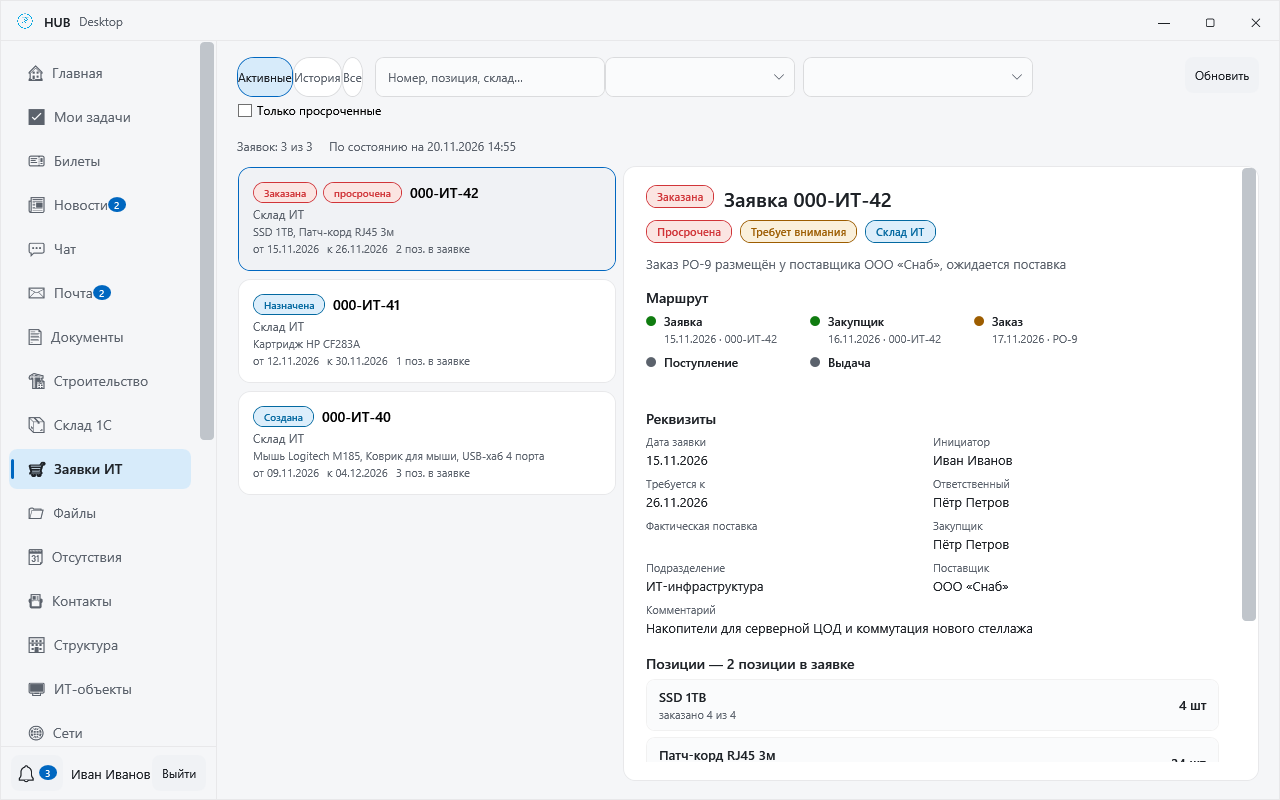 HUB Desktop
Главная
Мои задачи
Билеты
Новости 2
Чат
Почта 2
Документы
Строительство
Склад 1С
Заявки ИТ
Файлы
31 Отсутствия
Контакты
Структура
ИТ-объекты
Сети
3 Иван Иванов Выйти
Активные История Все Номер, позиция, склад... Обновить
Только просроченные
Заявок: 3 из 3 По состоянию на 20.11.2026 14:55
Заказана просрочена 000-ИТ-42
Склад ИТ
SSD 1TB, Патч-корд RJ45 3м
от 15.11.2026 к 26.11.2026 2 поз. в заявке
Назначена 000-ИТ-41
Склад ИТ
Картридж HP CF283A
от 12.11.2026 к 30.11.2026 1 поз. в заявке
Создана 000-ИТ-40
Склад ИТ
Мышь Logitech M185, Коврик для мыши, USB-хаб 4 порта
от 09.11.2026 к 04.12.2026 3 поз. в заявке
Заказана Заявка 000-ИТ-42
Просрочена Требует внимания Склад ИТ
Заказ РО-9 размещён у поставщика ООО «Снаб», ожидается поставка
Маршрут
Заявка Закупщик Заказ
15.11.2026 · 000-ИТ-42 16.11.2026 · 000-ИТ-42 17.11.2026 · РО-9
Поступление Выдача
Реквизиты
Дата заявки Инициатор
15.11.2026 Иван Иванов
Требуется к Ответственный
26.11.2026 Пётр Петров
Фактическая поставка Закупщик
Пётр Петров
Подразделение Поставщик
ИТ-инфраструктура ООО «Снаб»
Комментарий
Накопители для серверной ЦОД и коммутация нового стеллажа
Позиции — 2 позиции в заявке
SSD 1TB
заказано 4 из 4 4 шт
Патч-корд RJ45 3м